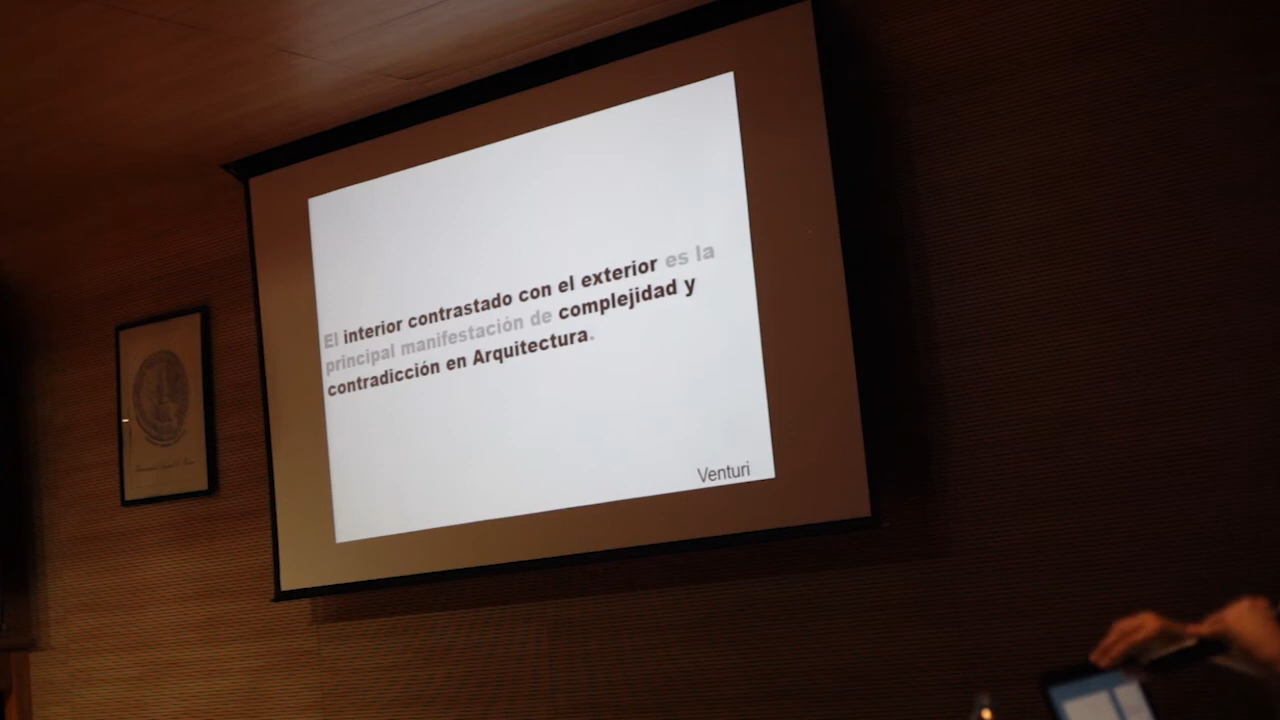 El interior contrastado con el exterior es la
principal manifestación de complejidad y
contradicción en Arquitectura.
Venturi